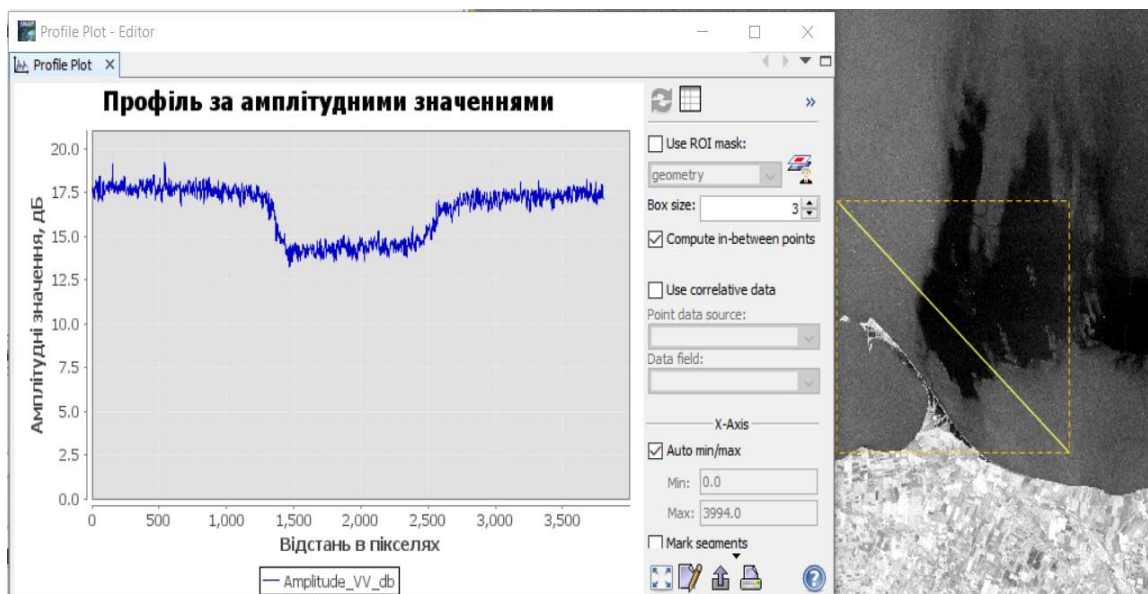 Profile Plot - Editor
Profile Plot X
Профіль за амплітудними значеннями
Амплітудні значення, дБ
20.0
17.5
15.0
12.5
10.0
7.5
5.0
2.5
0.0
0 500 1,000 1,500 2,000 2,500 3,000 3,500
Відстань в пікселях
Amplitude_VV_db
»
Use ROI mask:
geometry
Box size: 3
Compute in-between points
Use correlative data
Point data source:
Data field:
X-Axis
Auto min/max
Min: 0.0
Max: 3994.0
Mark segments
?